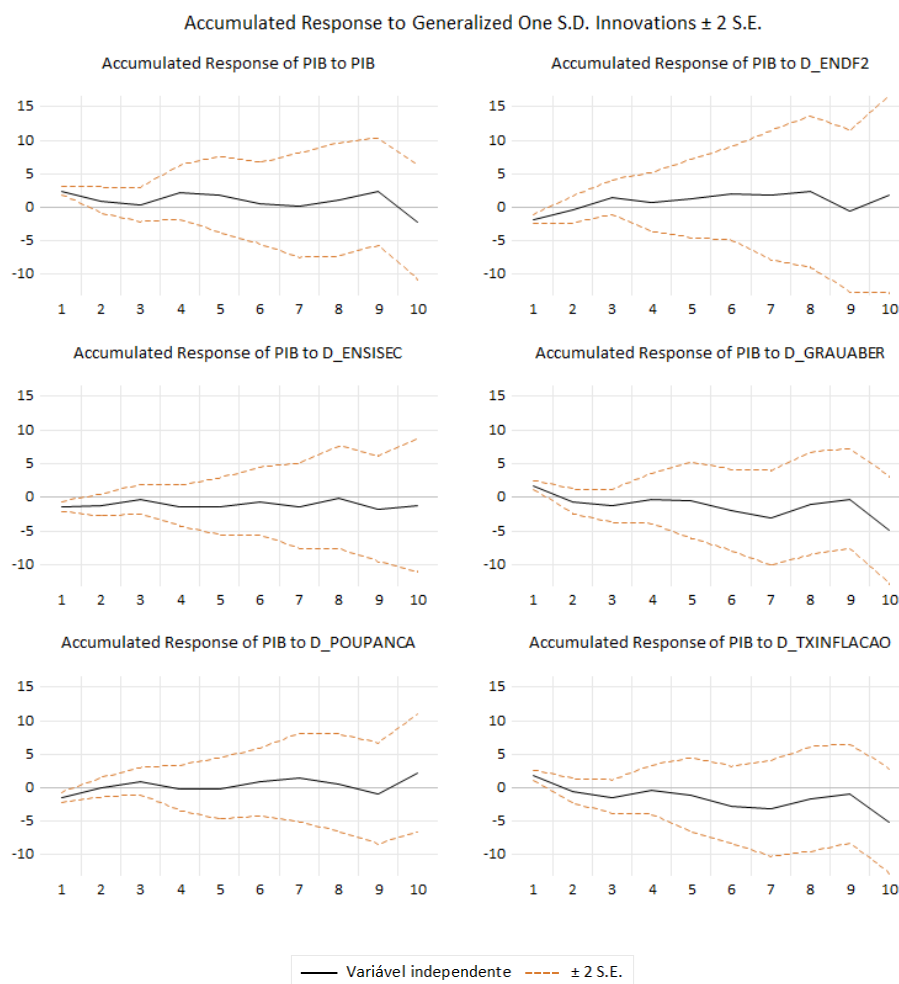 Accumulated Response to Generalized One S.D. Innovations ± 2 S.E.
Accumulated Response of PIB to PIB
15
10
5
0
-5
-10
1 2 3 4 5 6 7 8 9 10
Accumulated Response of PIB to D_ENDF2
15
10
5
0
-5
-10
1 2 3 4 5 6 7 8 9 10
Accumulated Response of PIB to D_ENSISEC
15
10
5
0
-5
-10
1 2 3 4 5 6 7 8 9 10
Accumulated Response of PIB to D_GRAUABER
15
10
5
0
-5
-10
1 2 3 4 5 6 7 8 9 10
Accumulated Response of PIB to D_POUPANCA
15
10
5
0
-5
-10
1 2 3 4 5 6 7 8 9 10
Accumulated Response of PIB to D_TXINFLACAO
15
10
5
0
-5
-10
1 2 3 4 5 6 7 8 9 10
Variável independente ± 2 S.E.